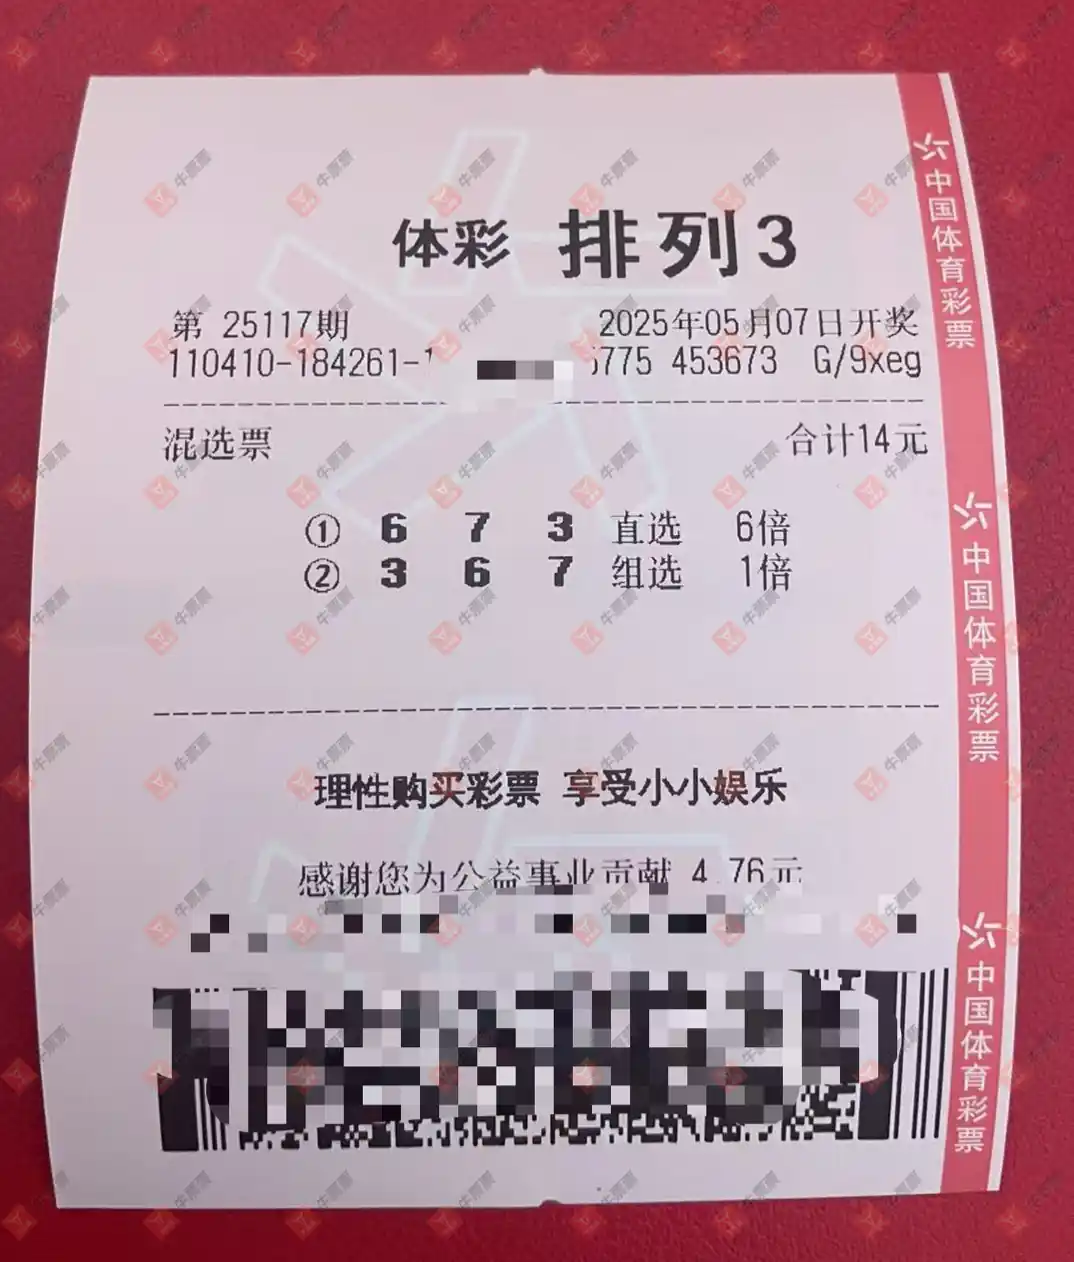 体彩 排列3
第 25117期 2025年05月07日开奖
110410-184261-1 5775 453673 G/9xeg
混选票 合计14元
① 6 7 3 直选 6倍
② 3 6 7 组选 1倍
理性购买彩票 享受小小娱乐
感谢您为公益事业贡献 4.76元
中国体育彩票
中国体育彩票
中国体育彩票
牛票票